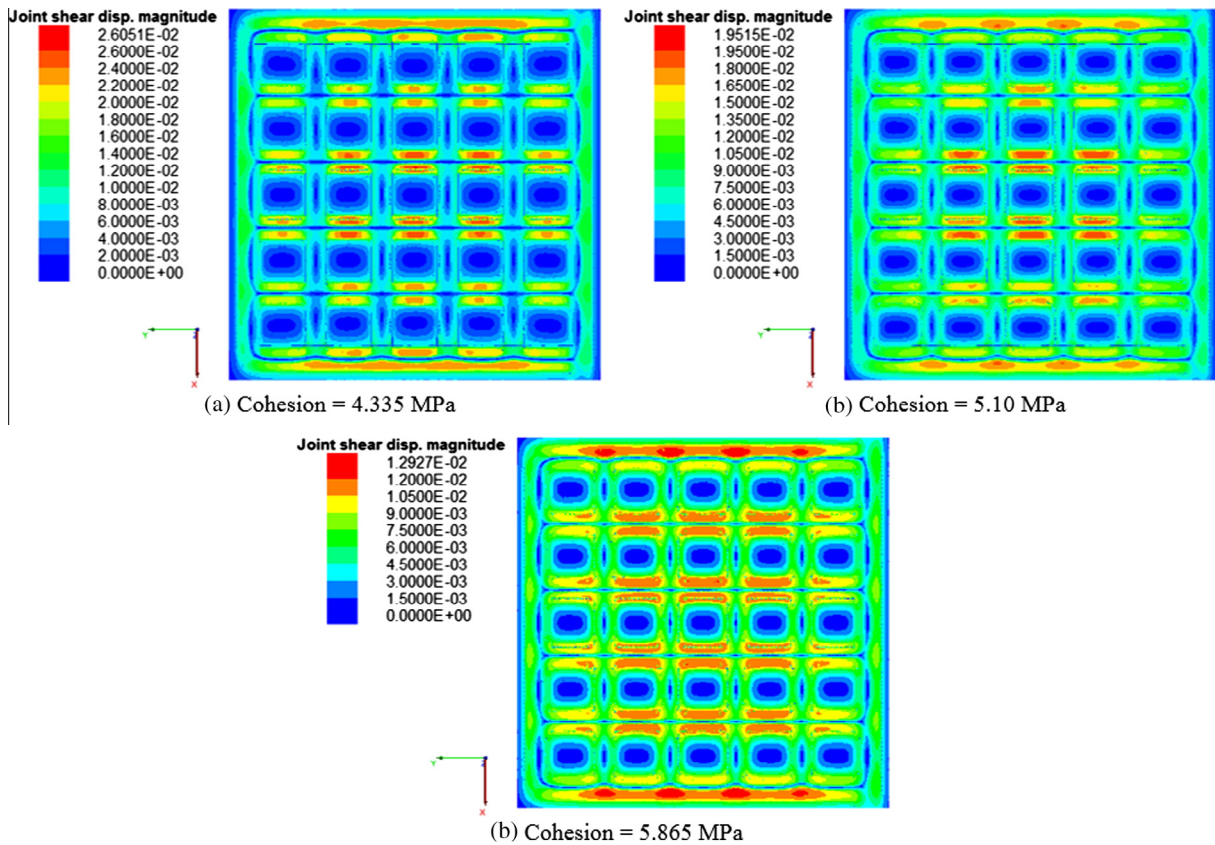 Joint shear disp. magnitude
2.6051E-02
2.6000E-02
2.4000E-02
2.2000E-02
2.0000E-02
1.8000E-02
1.6000E-02
1.4000E-02
1.2000E-02
1.0000E-02
8.0000E-03
6.0000E-03
4.0000E-03
2.0000E-03
0.0000E+00
Y
Z
X
(a) Cohesion = 4.335 MPa
Joint shear disp. magnitude
1.9515E-02
1.9500E-02
1.8000E-02
1.6500E-02
1.5000E-02
1.3500E-02
1.2000E-02
1.0500E-02
9.0000E-03
7.5000E-03
6.0000E-03
4.5000E-03
3.0000E-03
1.5000E-03
0.0000E+00
Y
Z
X
(b) Cohesion = 5.10 MPa
Joint shear disp. magnitude
1.2927E-02
1.2000E-02
1.0500E-02
9.0000E-03
7.5000E-03
6.0000E-03
4.5000E-03
3.0000E-03
1.5000E-03
0.0000E+00
Y
Z
X
(b) Cohesion = 5.865 MPa